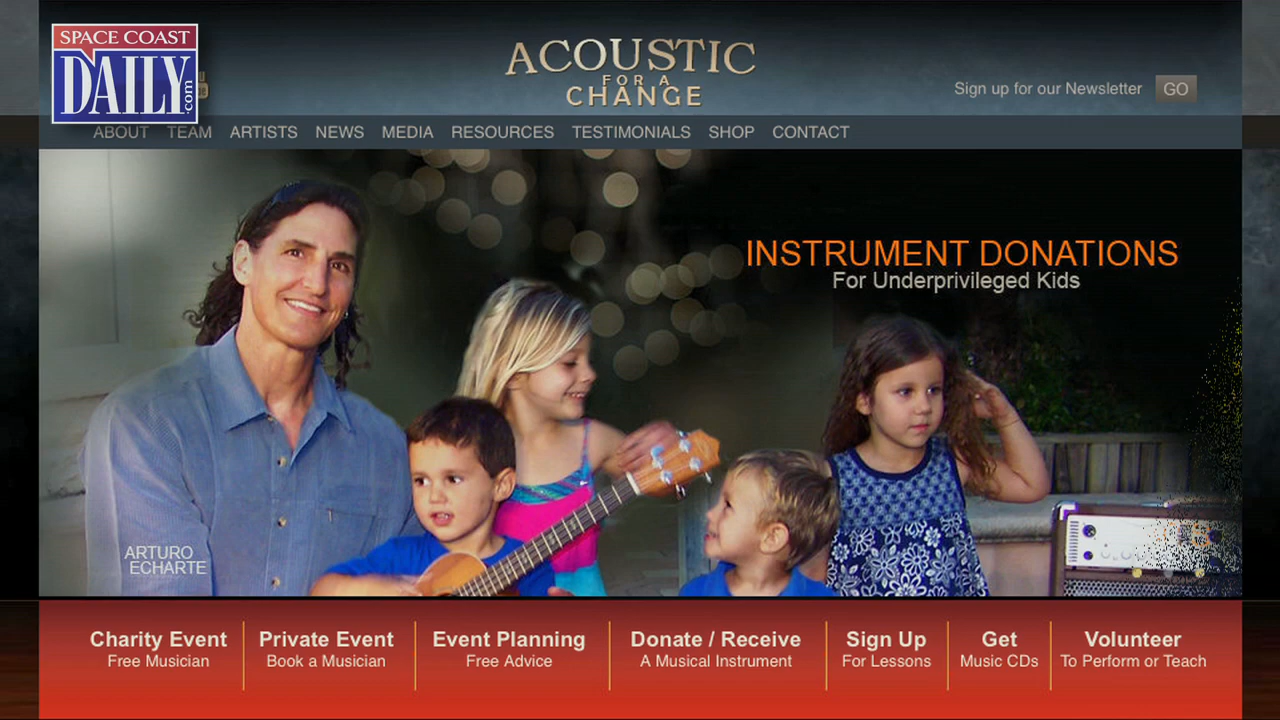 SPACE COAST
DAILY.com
ACOUSTIC
FOR A
CHANGE
Sign up for our Newsletter GO
ABOUT TEAM ARTISTS NEWS MEDIA RESOURCES TESTIMONIALS SHOP CONTACT
INSTRUMENT DONATIONS
For Underprivileged Kids
ARTURO
ECHARTE
Charity Event
Free Musician
Private Event
Book a Musician
Event Planning
Free Advice
Donate / Receive
A Musical Instrument
Sign Up
For Lessons
Get
Music CDs
Volunteer
To Perform or Teach